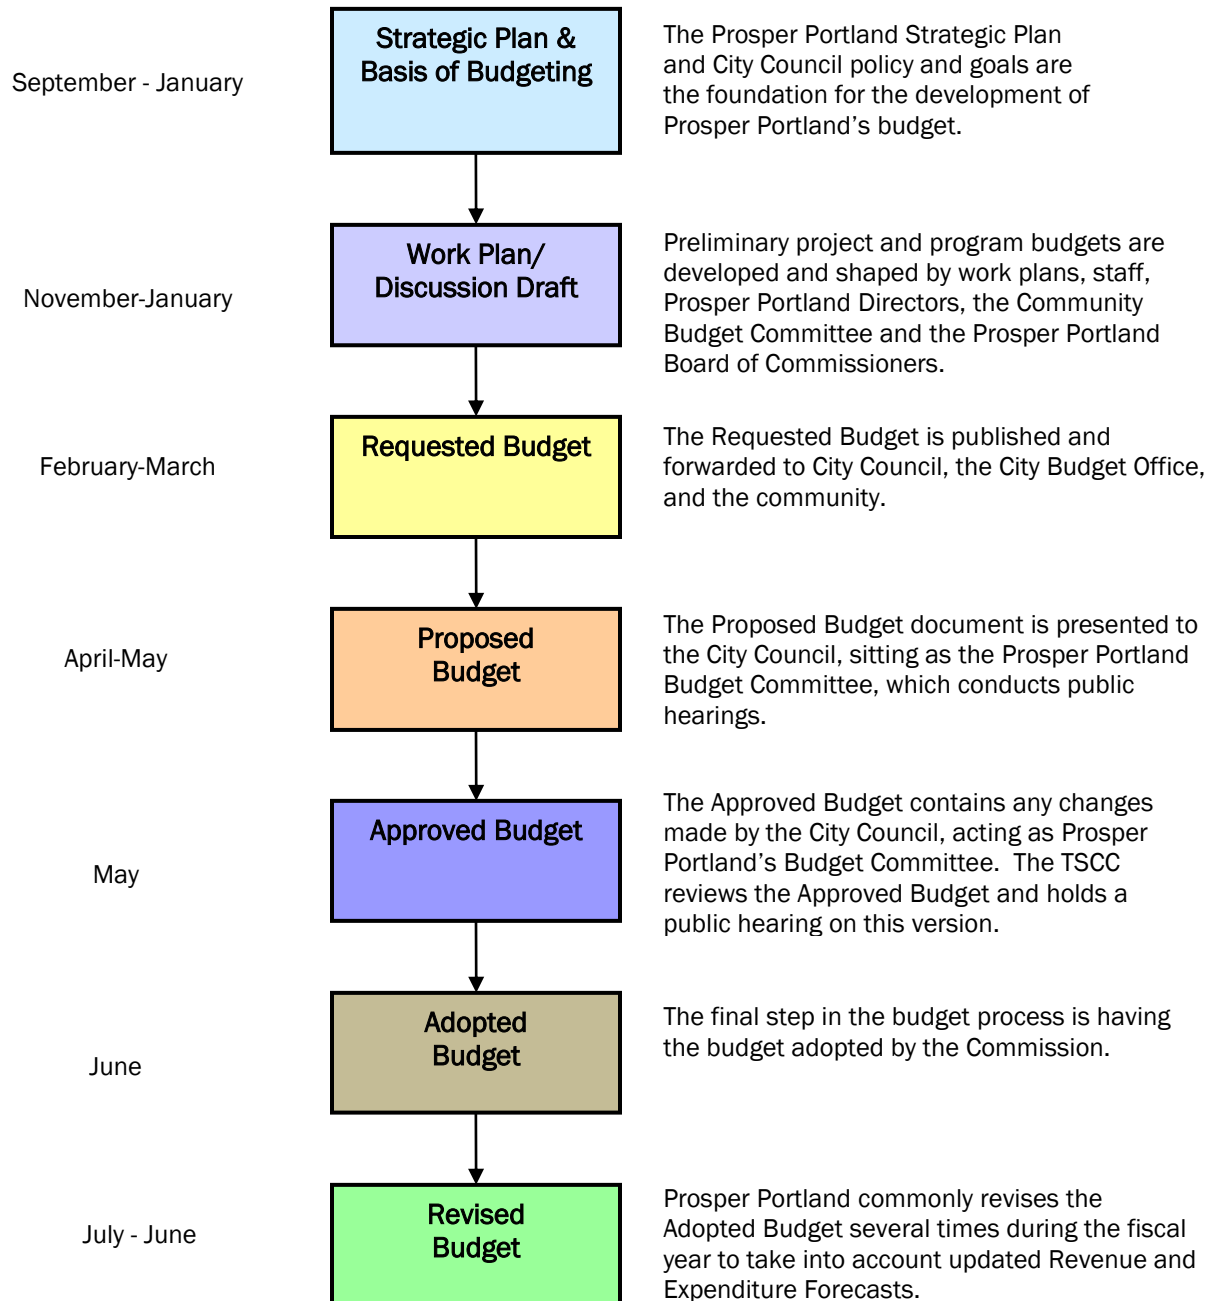 September - January
Strategic Plan &
Basis of Budgeting
The Prosper Portland Strategic Plan
and City Council policy and goals are
the foundation for the development of
Prosper Portland’s budget.
November-January
Work Plan/
Discussion Draft
Preliminary project and program budgets are
developed and shaped by work plans, staff,
Prosper Portland Directors, the Community
Budget Committee and the Prosper Portland
Board of Commissioners.
February-March
Requested Budget
The Requested Budget is published and
forwarded to City Council, the City Budget Office,
and the community.
April-May
Proposed
Budget
The Proposed Budget document is presented to
the City Council, sitting as the Prosper Portland
Budget Committee, which conducts public
hearings.
May
Approved Budget
The Approved Budget contains any changes
made by the City Council, acting as Prosper
Portland’s Budget Committee.  The TSCC
reviews the Approved Budget and holds a
public hearing on this version.
June
Adopted
Budget
The final step in the budget process is having
the budget adopted by the Commission.
July - June
Revised
Budget
Prosper Portland commonly revises the
Adopted Budget several times during the fiscal
year to take into account updated Revenue and
Expenditure Forecasts.